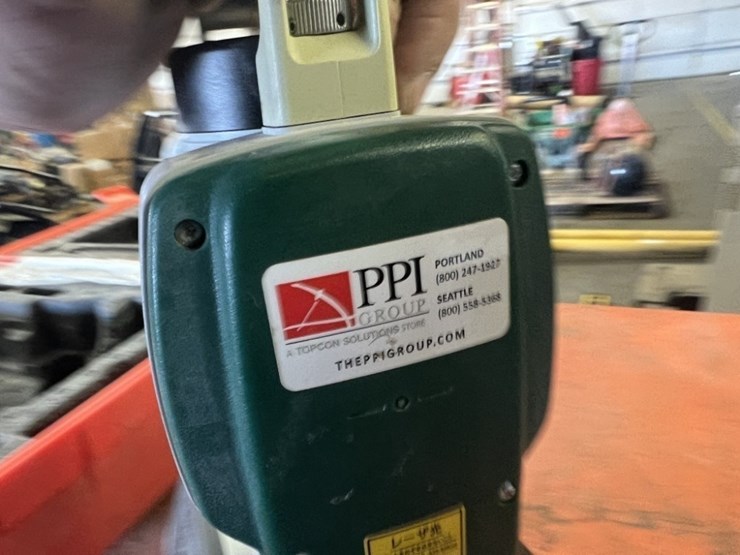 PPI
GROUP
A TOPCON SOLUTIONS STORE
PORTLAND
(800) 247-1927
SEATTLE
(800) 558-5368
THEPPIGROUP.COM
レーザ光